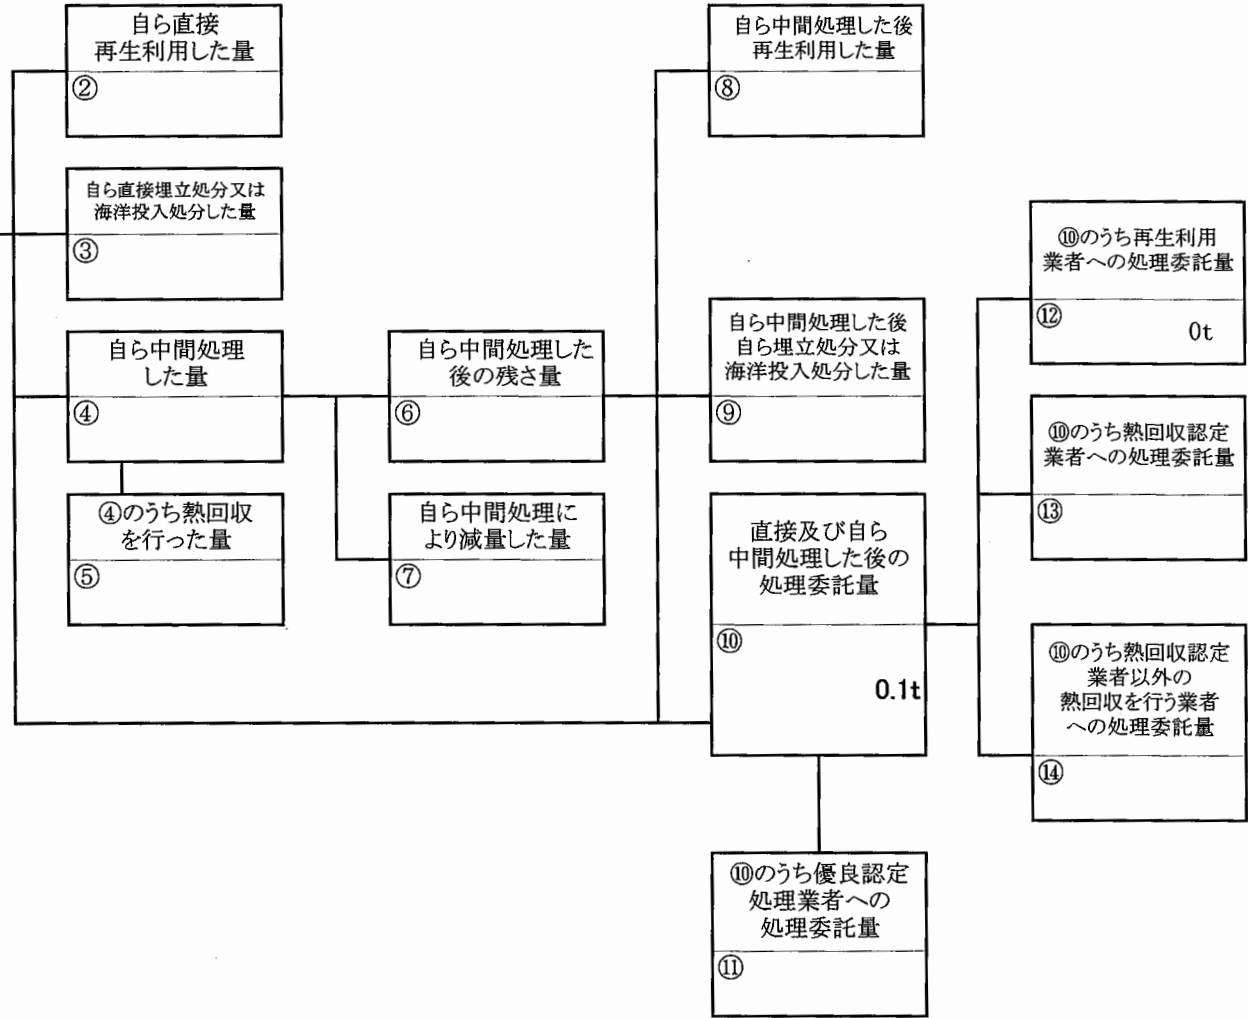 自ら直接
再生利用した量
②
自ら中間処理した後
再生利用した量
⑧
自ら直接埋立処分又は
海洋投入処分した量
③
⑩のうち再生利用
業者への処理委託量
⑫
0t
自ら中間処理
した量
④
自ら中間処理した
後の残さ量
⑥
自ら中間処理した後
自ら埋立処分又は
海洋投入処分した量
⑨
⑩のうち熱回収認定
業者への処理委託量
⑬
④のうち熱回収
を行った量
⑤
自ら中間処理に
より減量した量
⑦
直接及び自ら
中間処理した後の
処理委託量
⑩
0.1t
⑩のうち熱回収認定
業者以外の
熱回収を行う業者
への処理委託量
⑭
⑩のうち優良認定
処理業者への
処理委託量
⑪